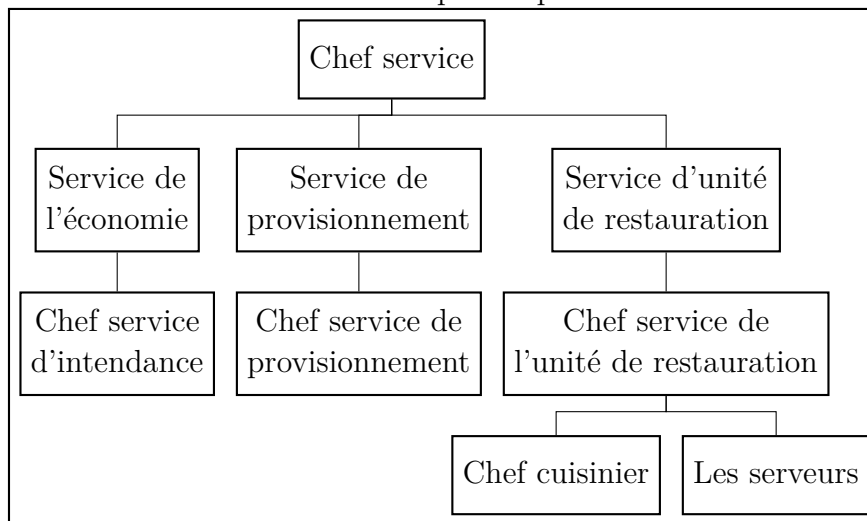 Chef service
Service de
l'économie
Service de
provisionnement
Service d'unité
de restauration
Chef service
d'intendance
Chef service de
provisionnement
Chef service de
l'unité de restauration
Chef cuisinier
Les serveurs